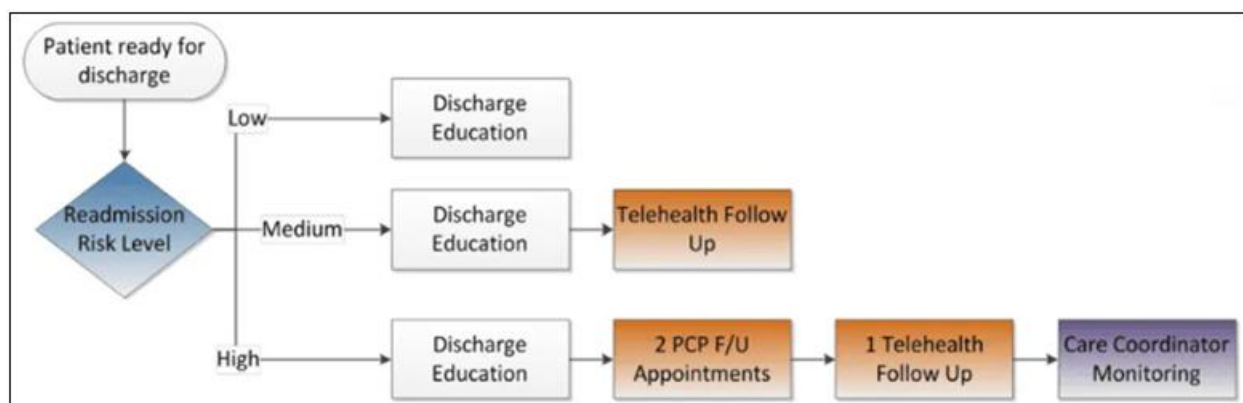 Patient ready for
discharge
Low
Discharge
Education
Readmission
Risk Level
Medium
Discharge
Education
Telehealth Follow
Up
High
Discharge
Education
2 PCP F/U
Appointments
1 Telehealth
Follow Up
Care Coordinator
Monitoring